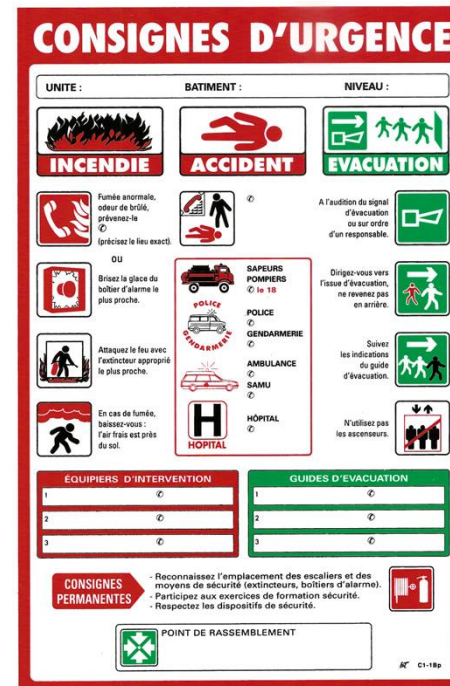 CONSIGNES D'URGENCE
UNITE :
BATIMENT :
NIVEAU :
INCENDIE
ACCIDENT
EVACUATION
Fumée anormale,
odeur de brûlé,
prévenez-le
✆
(précisez le lieu exact).
OU
Brisez la glace du
boîtier d'alarme le
plus proche.
Attaquez le feu avec
l'extincteur approprié
le plus proche.
En cas de fumée,
baissez-vous :
l'air frais est près
du sol.
✆
SAPEURS
POMPIERS
✆ le 18
POLICE
GENDARMERIE
POLICE
✆
GENDARMERIE
✆
AMBULANCE
✆
SAMU
✆
H
HOPITAL
HÔPITAL
✆
A l'audition du signal
d'évacuation
ou sur ordre
d'un responsable.
Dirigez-vous vers
l'issue d'évacuation,
ne revenez pas
en arrière.
Suivez
les indications
du guide
d'évacuation.
N'utilisez pas
les ascenseurs.
ÉQUIPIERS D'INTERVENTION
1 ✆
2 ✆
3 ✆
GUIDES D'EVACUATION
1 ✆
2 ✆
3 ✆
CONSIGNES
PERMANENTES
- Reconnaissez l'emplacement des escaliers et des
moyens de sécurité (extincteurs, boîtiers d'alarme).
- Participez aux exercices de formation sécurité.
- Respectez les dispositifs de sécurité.
POINT DE RASSEMBLEMENT
C1-1Bp